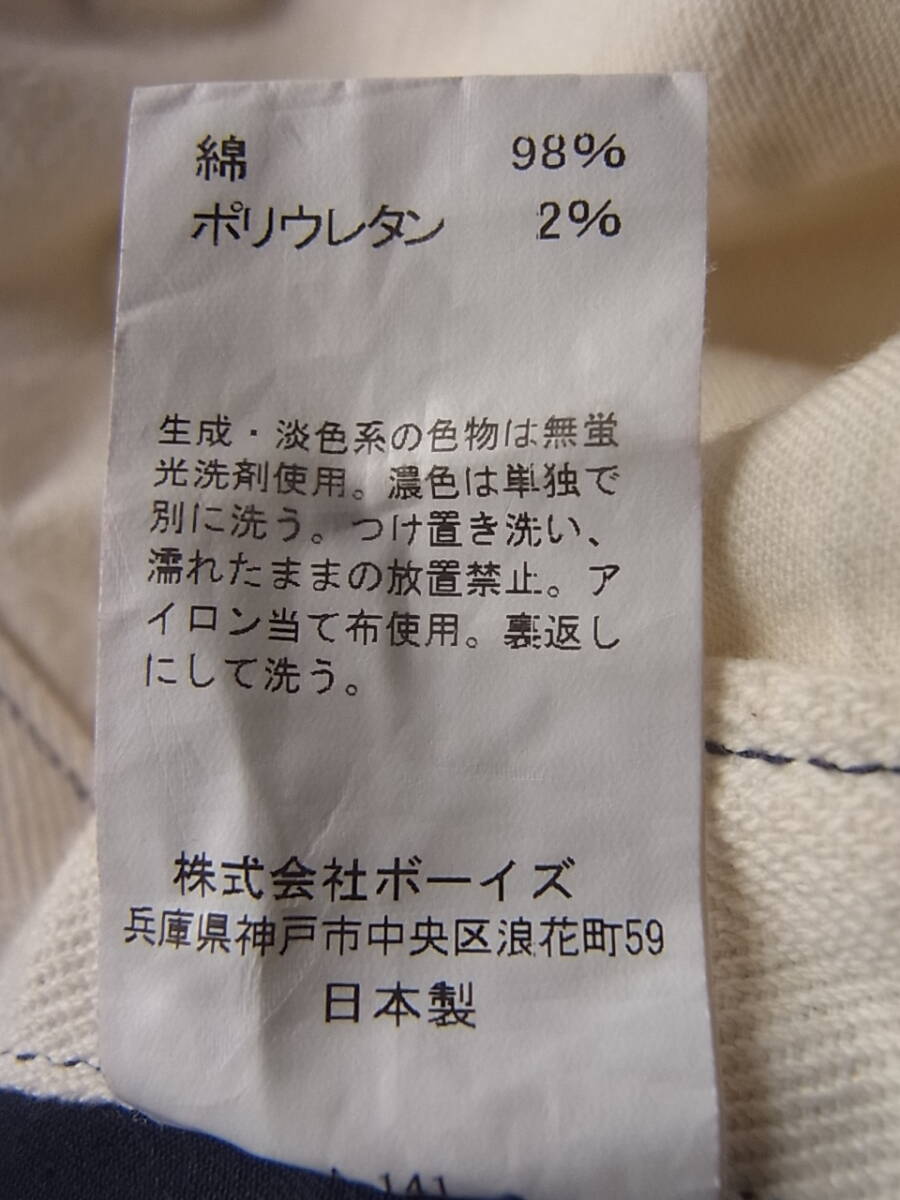 綿 98%
ポリウレタン 2%
生成・淡色系の色物は無蛍
光洗剤使用。濃色は単独で
別に洗う。つけ置き洗い、
濡れたままの放置禁止。ア
イロン当て布使用。裏返し
にして洗う。
株式会社ボーイズ
兵庫県神戸市中央区浪花町59
日本製
141